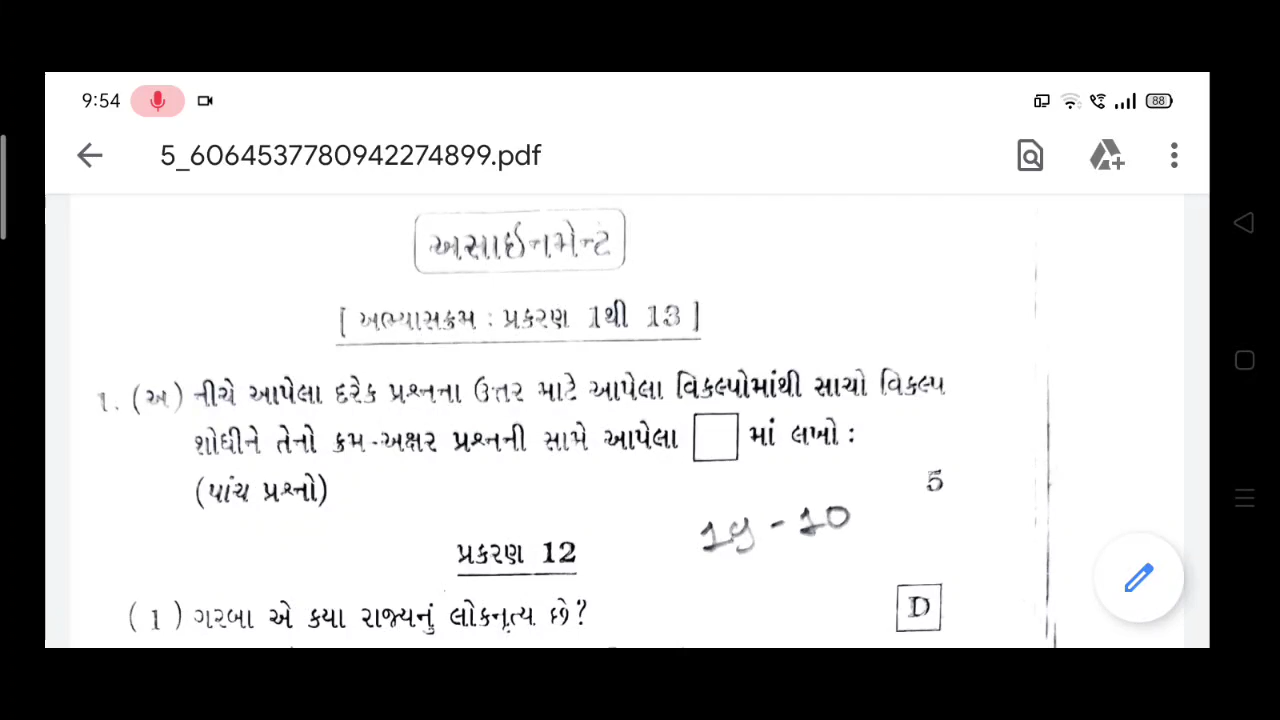 9:54
88
5_6064537780942274899.pdf
અસાઈનમેન્ટ
[ અભ્યાસક્રમ : પ્રકરણ 1થી 13 ]
1. (અ) નીચે આપેલા દરેક પ્રશ્નના ઉત્તર માટે આપેલા વિકલ્પોમાંથી સાચો વિકલ્પ
શોધીને તેનો ક્રમ-અક્ષર પ્રશ્નની સામે આપેલા માં લખો :
(પાંચ પ્રશ્નો)
5
પ્રકરણ 12
(1) ગરબા એ કયા રાજ્યનું લોકનૃત્ય છે?
D